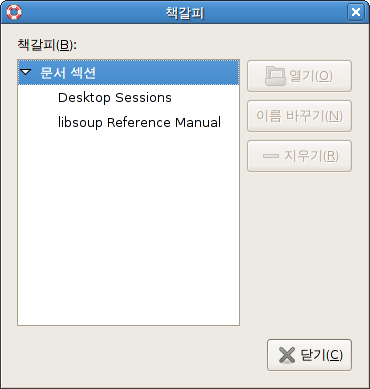 책갈피
책갈피(B):
문서 섹션
Desktop Sessions
libsoup Reference Manual
열기(O)
이름 바꾸기(N)
지우기(R)
닫기(C)